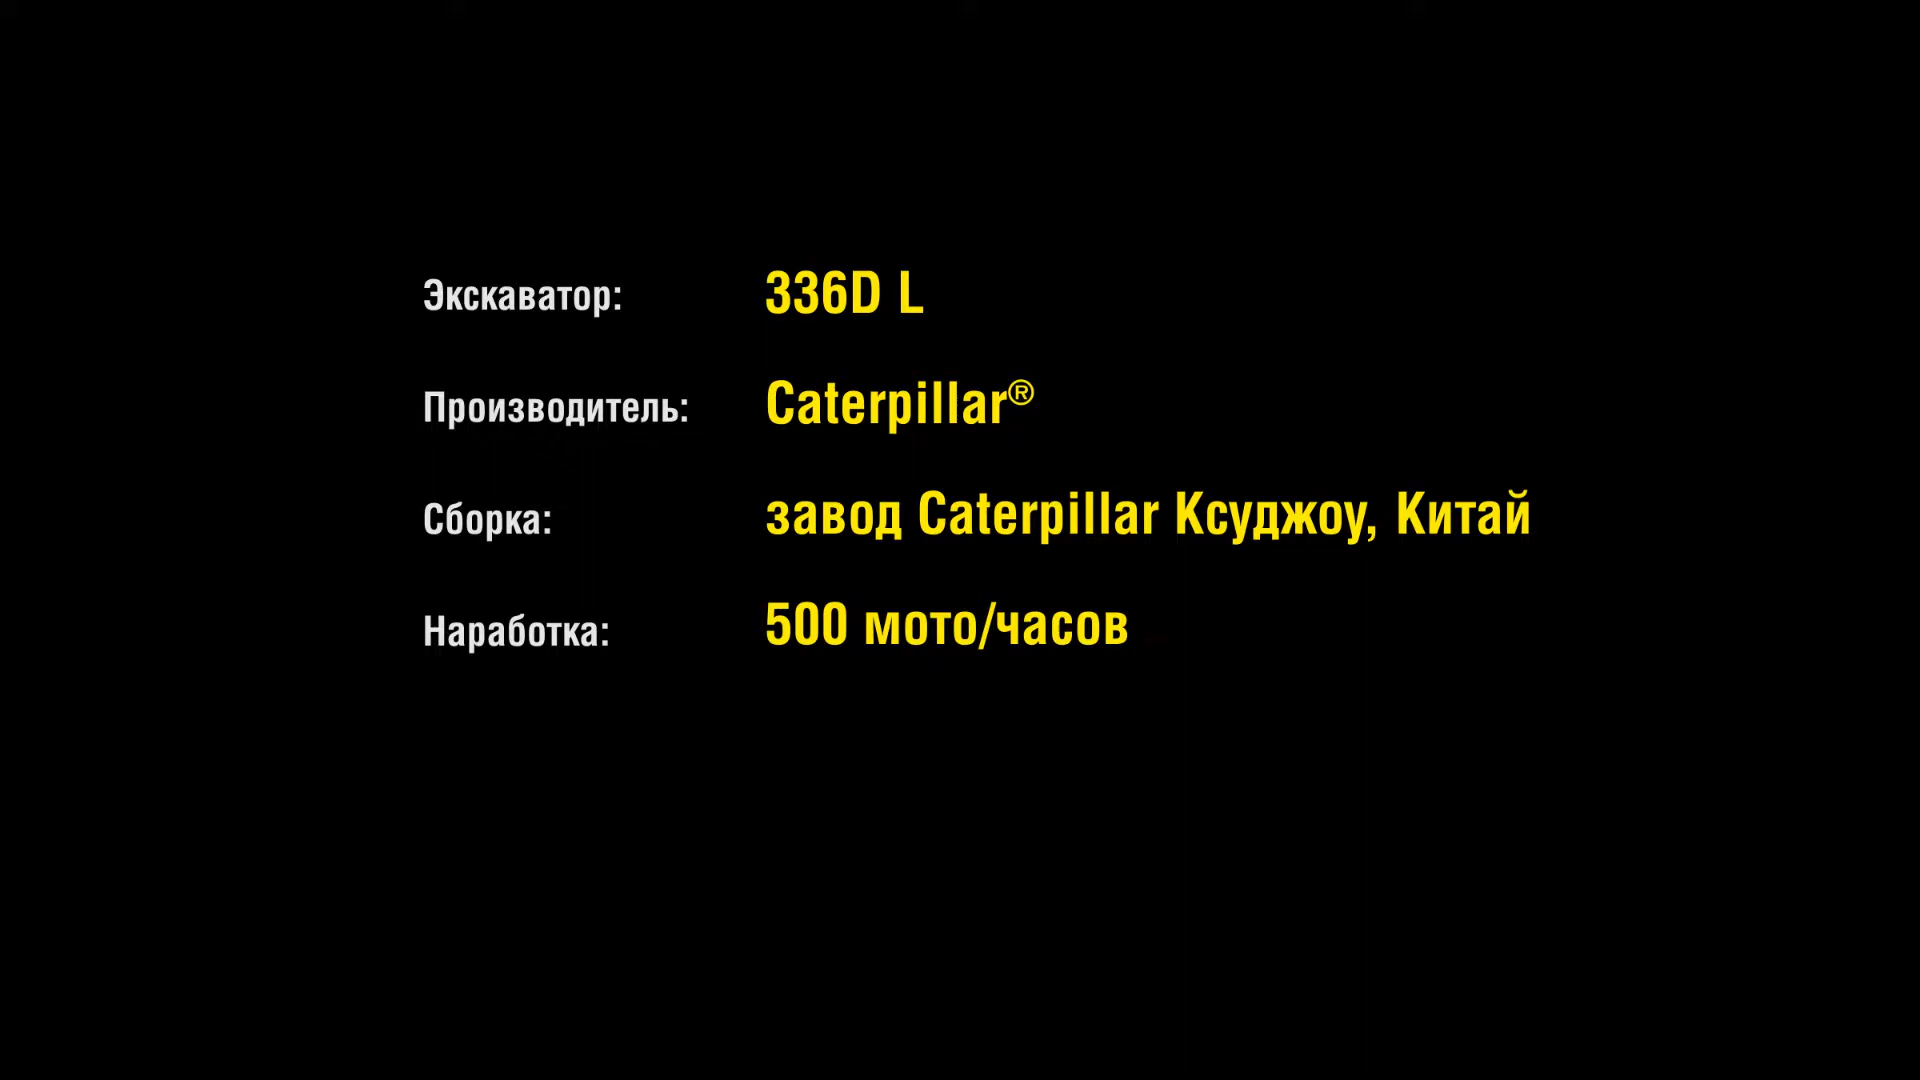 Экскаватор: 336D L
Производитель: Caterpillar®
Сборка: завод Caterpillar Ксуджоу, Китай
Наработка: 500 мото/часов